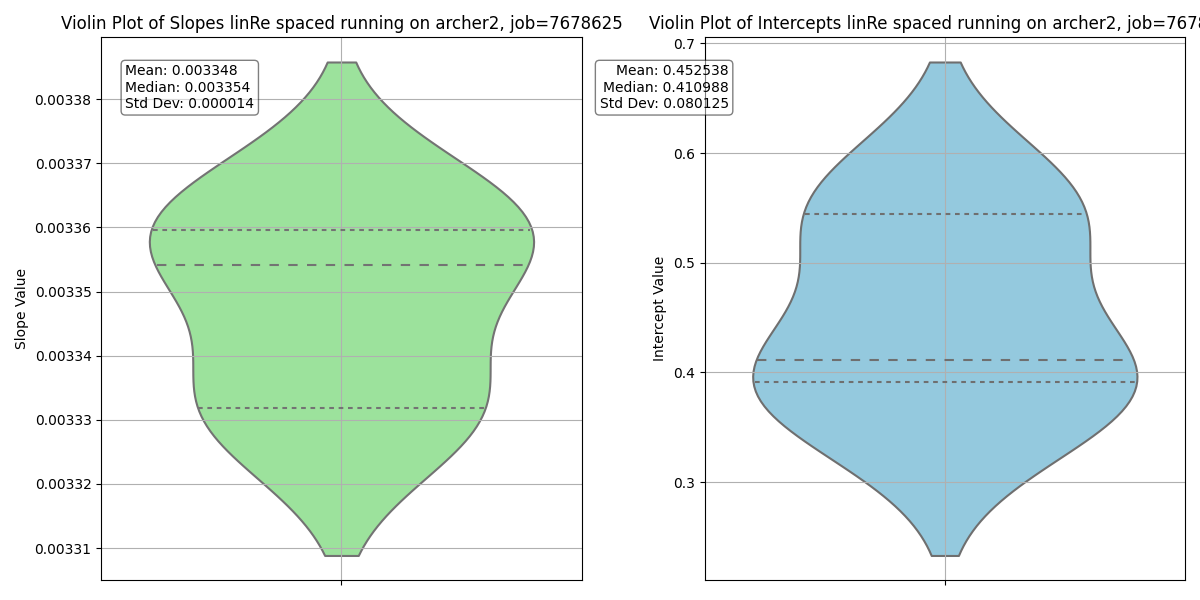 Violin Plot of Slopes linRe spaced running on archer2, job=7678625
Mean: 0.003348
Median: 0.003354
Std Dev: 0.000014
Slope Value
0.00338
0.00337
0.00336
0.00335
0.00334
0.00333
0.00332
0.00331
Violin Plot of Intercepts linRe spaced running on archer2, job=7678
Mean: 0.452538
Median: 0.410988
Std Dev: 0.080125
Intercept Value
0.7
0.6
0.5
0.4
0.3